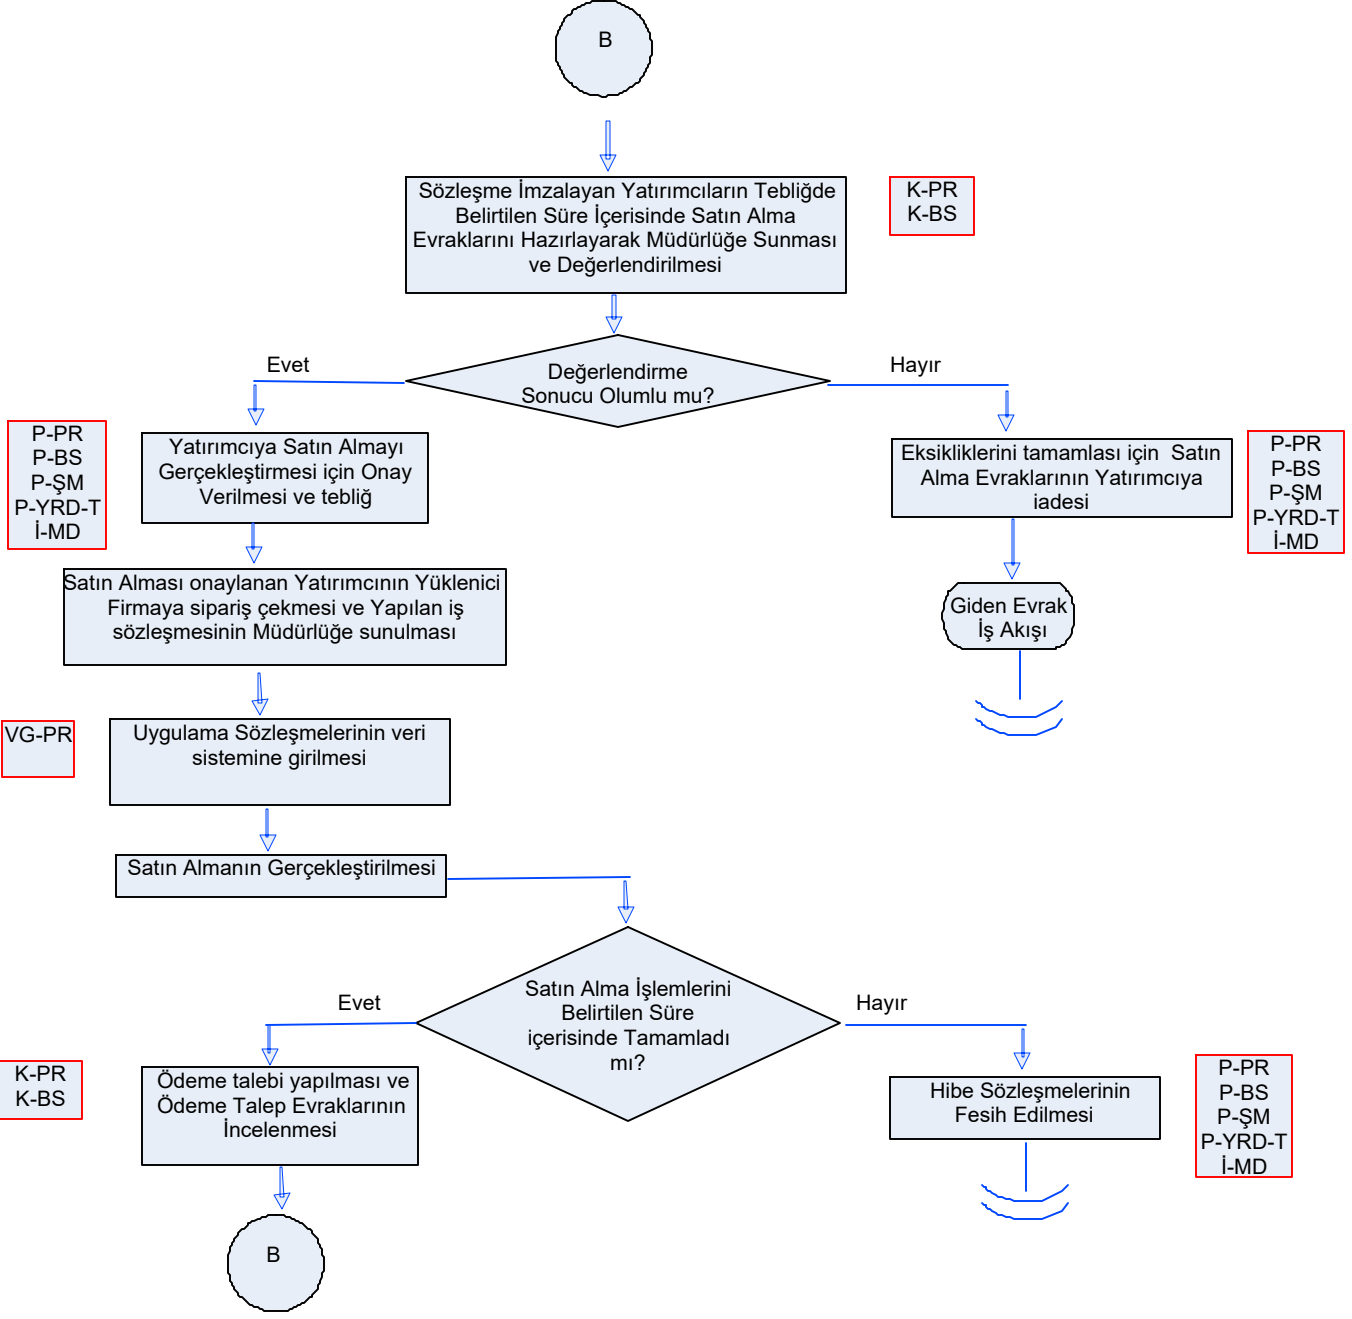 B
Sözleşme İmzalayan Yatırımcıların Tebliğde
Belirtilen Süre İçerisinde Satın Alma
Evraklarını Hazırlayarak Müdürlüğe Sunması
ve Değerlendirilmesi
K-PR
K-BS
Değerlendirme
Sonucu Olumlu mu?
Evet
Hayır
P-PR
P-BS
P-ŞM
P-YRD-T
İ-MD
Yatırımcıya Satın Almayı
Gerçekleştirmesi için Onay
Verilmesi ve tebliğ
Eksikliklerini tamamlası için  Satın
Alma Evraklarının Yatırımcıya
iadesi
P-PR
P-BS
P-ŞM
P-YRD-T
İ-MD
Satın Alması onaylanan Yatırımcının Yüklenici
Firmaya sipariş çekmesi ve Yapılan iş
sözleşmesinin Müdürlüğe sunulması
Giden Evrak
İş Akışı
VG-PR
Uygulama Sözleşmelerinin veri
sistemine girilmesi
Satın Almanın Gerçekleştirilmesi
Satın Alma İşlemlerini
Belirtilen Süre
içerisinde Tamamladı
mı?
Evet
Hayır
K-PR
K-BS
Ödeme talebi yapılması ve
Ödeme Talep Evraklarının
İncelenmesi
Hibe Sözleşmelerinin
Fesih Edilmesi
P-PR
P-BS
P-ŞM
P-YRD-T
İ-MD
B